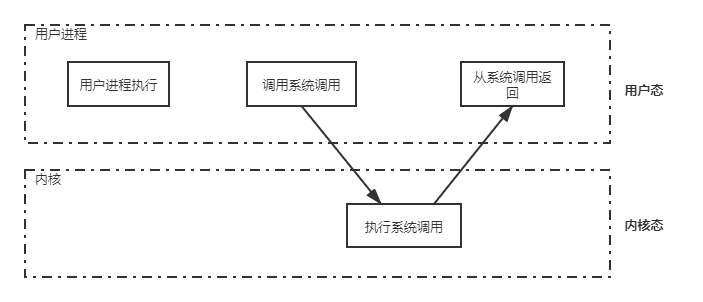 用户进程
用户进程执行
调用系统调用
从系统调用返
回
用户态
内核
执行系统调用
内核态